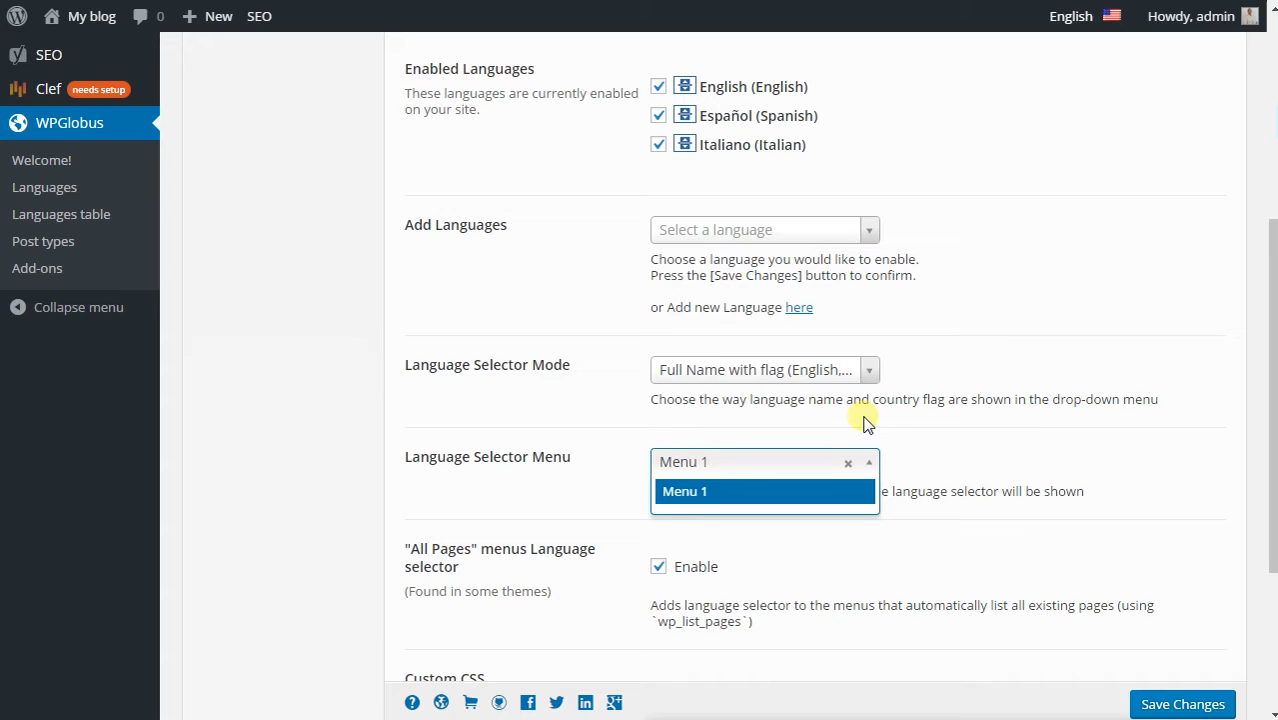 My blog 0 New SEO English Howdy, admin
SEO
Clef needs setup
WPGlobus
Welcome!
Languages
Languages table
Post types
Add-ons
Collapse menu
Enabled Languages
These languages are currently enabled
on your site.
English (English)
Español (Spanish)
Italiano (Italian)
Add Languages
Select a language
Choose a language you would like to enable.
Press the [Save Changes] button to confirm.
or Add new Language here
Language Selector Mode
Full Name with flag (English,...
Choose the way language name and country flag are shown in the drop-down menu
Language Selector Menu
Menu 1
Menu 1
e language selector will be shown
"All Pages" menus Language
selector
(Found in some themes)
Enable
Adds language selector to the menus that automatically list all existing pages (using
`wp_list_pages`)
Custom CSS
Save Changes